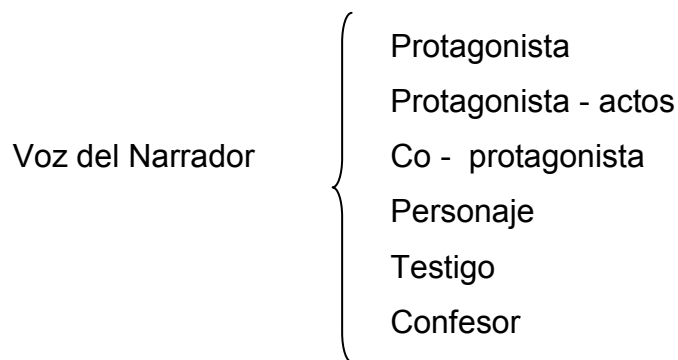 Protagonista
Protagonista - actos
Voz del Narrador
Co - protagonista
Personaje
Testigo
Confesor